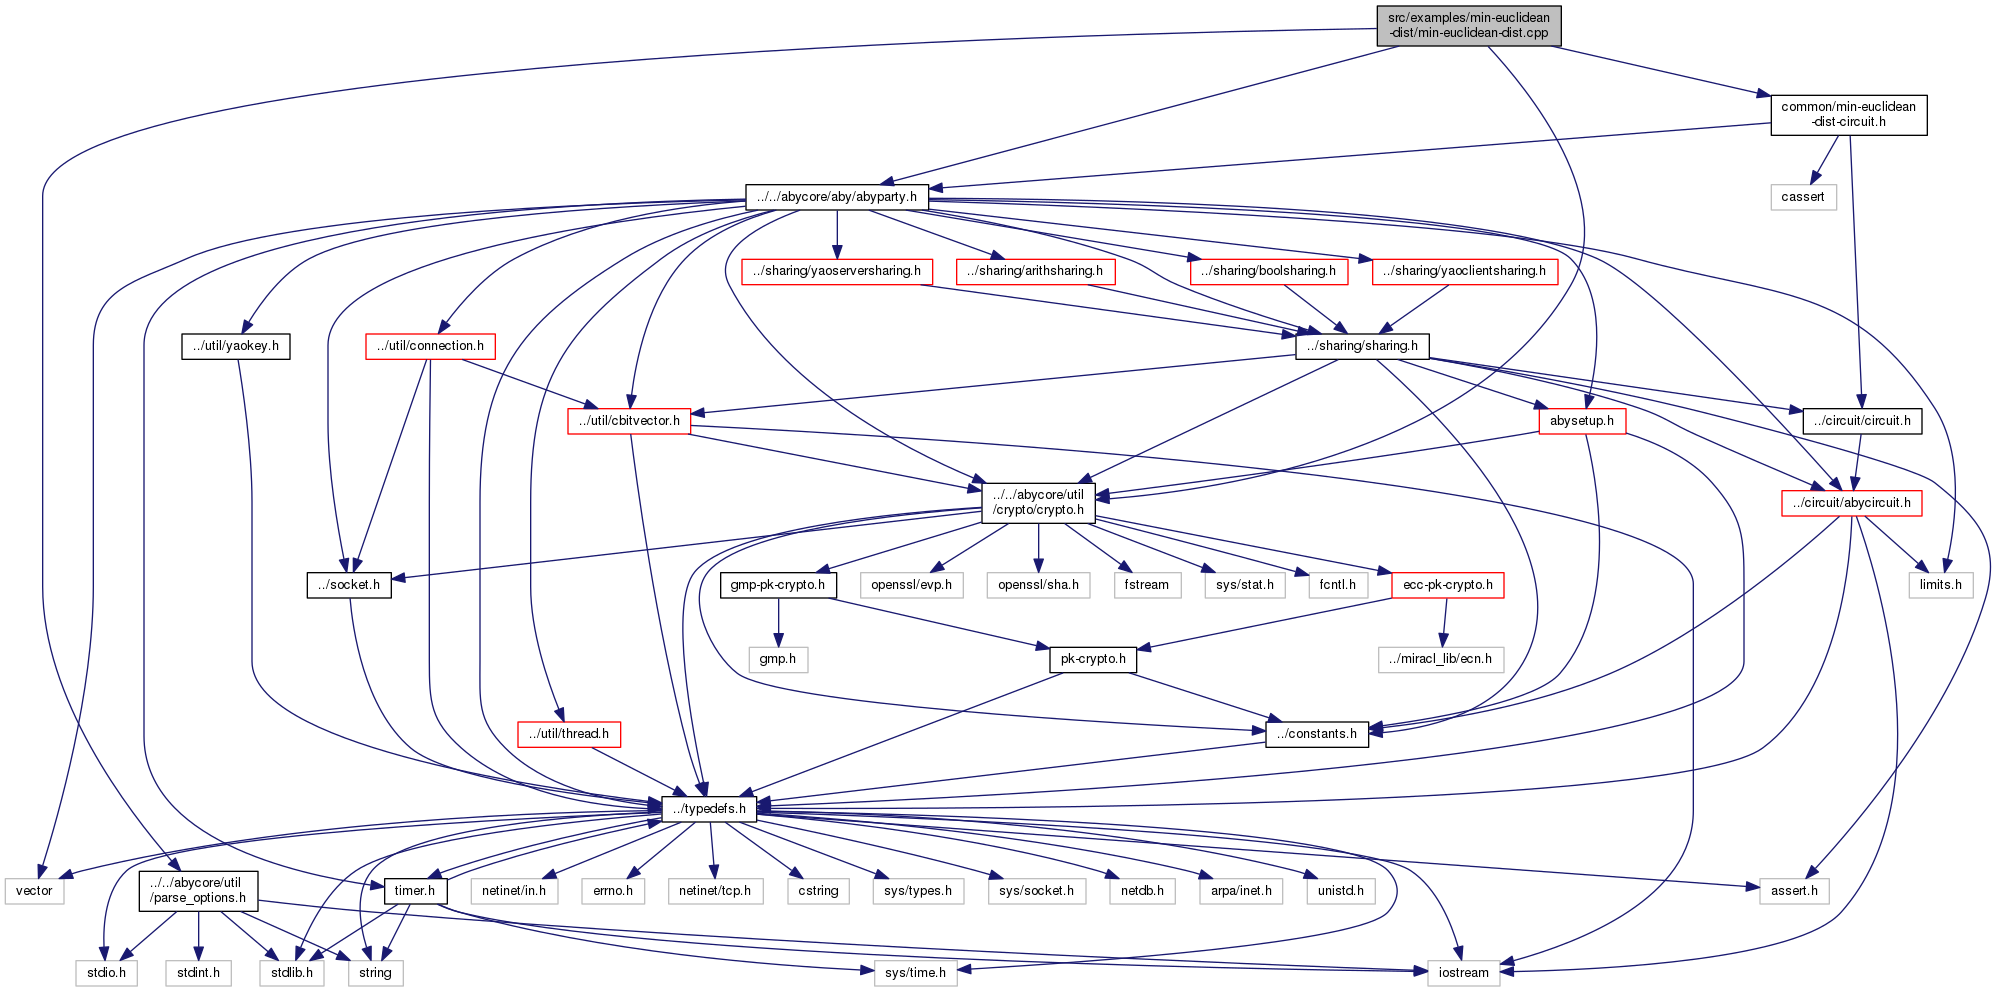 src/examples/min-euclidean
-dist/min-euclidean-dist.cpp
common/min-euclidean
-dist-circuit.h
../../abycore/aby/abyparty.h
cassert
../sharing/yaoserversharing.h
../sharing/arithsharing.h
../sharing/boolsharing.h
../sharing/yaoclientsharing.h
../util/yaokey.h
../util/connection.h
../sharing/sharing.h
../util/cbitvector.h
abysetup.h
../circuit/circuit.h
../../abycore/util
/crypto/crypto.h
../circuit/abycircuit.h
../socket.h
gmp-pk-crypto.h
openssl/evp.h
openssl/sha.h
fstream
sys/stat.h
fcntl.h
ecc-pk-crypto.h
limits.h
gmp.h
pk-crypto.h
../miracl_lib/ecn.h
../util/thread.h
../constants.h
../typedefs.h
vector
../../abycore/util
/parse_options.h
timer.h
netinet/in.h
errno.h
netinet/tcp.h
cstring
sys/types.h
sys/socket.h
netdb.h
arpa/inet.h
unistd.h
assert.h
stdio.h
stdint.h
stdlib.h
string
sys/time.h
iostream